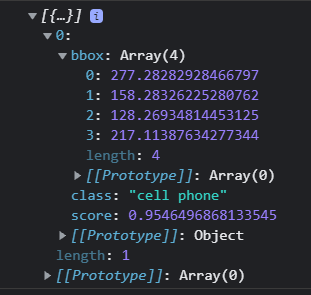 ▼ [{…}] i
▼ 0:
▼ bbox: Array(4)
0: 277.28282928466797
1: 158.28326225280762
2: 128.26934814453125
3: 217.11387634277344
length: 4
▶ [[Prototype]]: Array(0)
class: "cell phone"
score: 0.9546496868133545
▶ [[Prototype]]: Object
length: 1
▶ [[Prototype]]: Array(0)